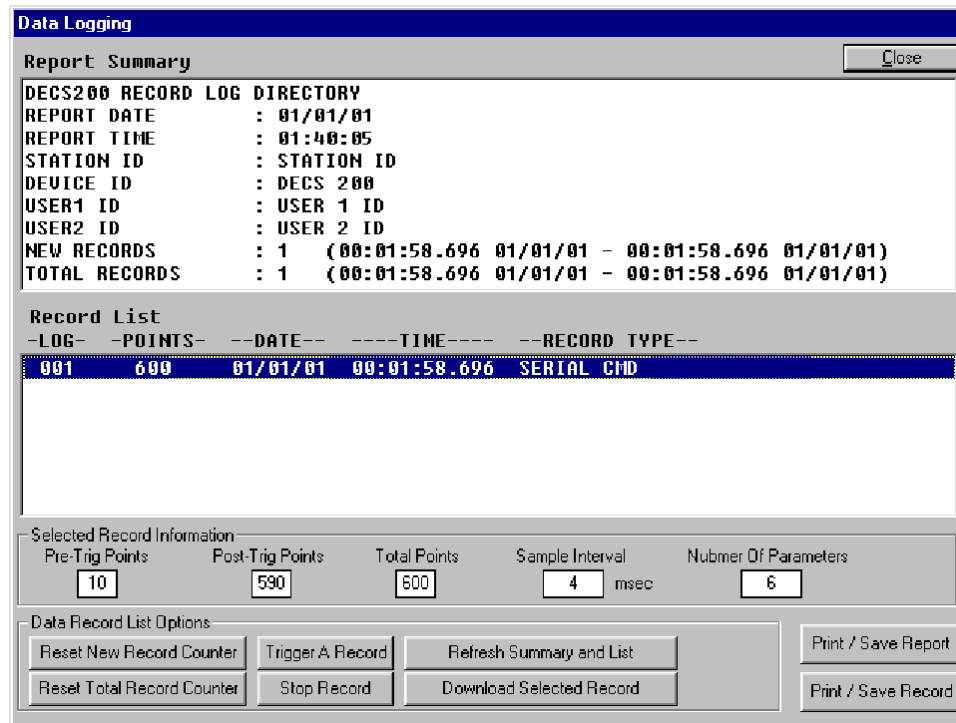 Data Logging
Report Summary
Close
DECS200 RECORD LOG DIRECTORY
REPORT DATE : 01/01/01
REPORT TIME : 01:40:05
STATION ID : STATION ID
DEVICE ID : DECS 200
USER1 ID : USER 1 ID
USER2 ID : USER 2 ID
NEW RECORDS : 1 (00:01:58.696 01/01/01 - 00:01:58.696 01/01/01)
TOTAL RECORDS : 1 (00:01:58.696 01/01/01 - 00:01:58.696 01/01/01)
Record List
-LOG- -POINTS- --DATE-- ----TIME---- --RECORD TYPE--
001 600 01/01/01 00:01:58.696 SERIAL CMD
Selected Record Information
Pre-Trig Points Post-Trig Points Total Points Sample Interval Nubmer Of Parameters
10 590 600 4 msec 6
Data Record List Options
Reset New Record Counter Trigger A Record Refresh Summary and List Print / Save Report
Reset Total Record Counter Stop Record Download Selected Record Print / Save Record